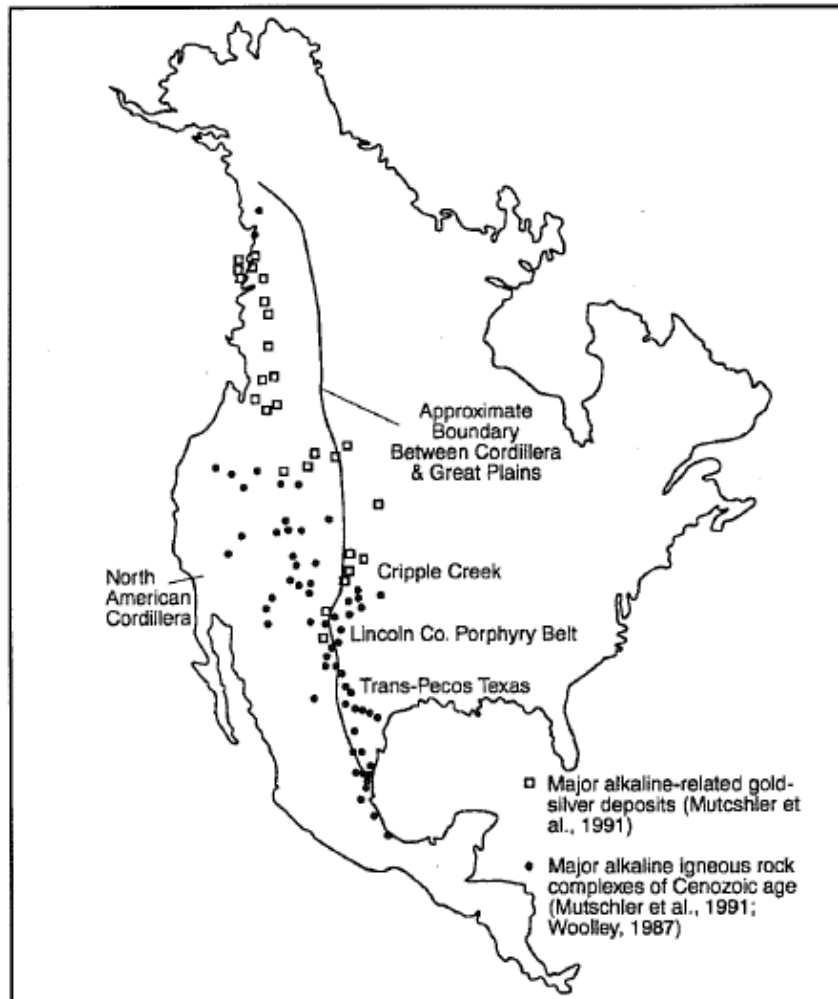 Approximate
Boundary
Between Cordillera
& Great Plains
North
American
Cordillera
Cripple Creek
Lincoln Co. Porphyry Belt
Trans-Pecos Texas
Major alkaline-related gold-
silver deposits (Mutcshler et
al., 1991)
Major alkaline igneous rock
complexes of Cenozoic age
(Mutschler et al., 1991;
Woolley, 1987)